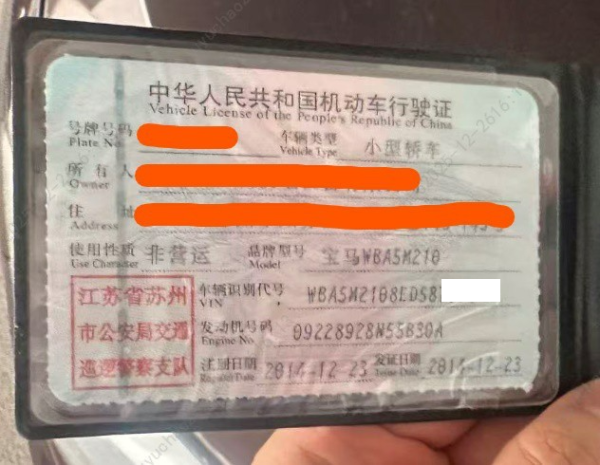 中华人民共和国机动车行驶证
Vehicle License of the People's Republic of China
号牌号码 车辆类型 小型轿车
Plate No. Vehicle Type
所有人
Owner
住 址
Address
使用性质 非营运 品牌型号 宝马WBA5M210
Use Character Model
江苏省苏州 车辆识别代号 WBA5M2108ED58
VIN
市公安局交通 发动机号码 09228928N55B30A
Engine No.
巡逻警察支队 注册日期 2014-12-23 发证日期 2014-12-23
Register Date Issue Date